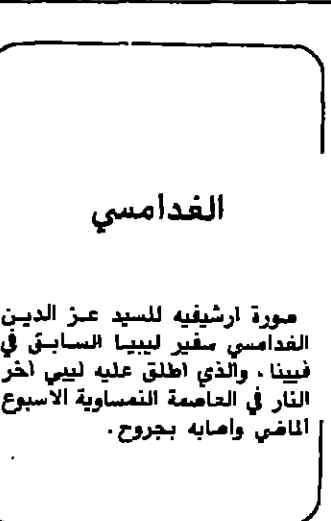 الغدامسي
صورة ارشيفيه للسيد عز الدين
الغدامسي سفير ليبيا السابق في
فيينا ، والذي اطلق عليه ليبي اخر
النار في العاصمة النمساوية الاسبوع
الماضي واصابه بجروح .